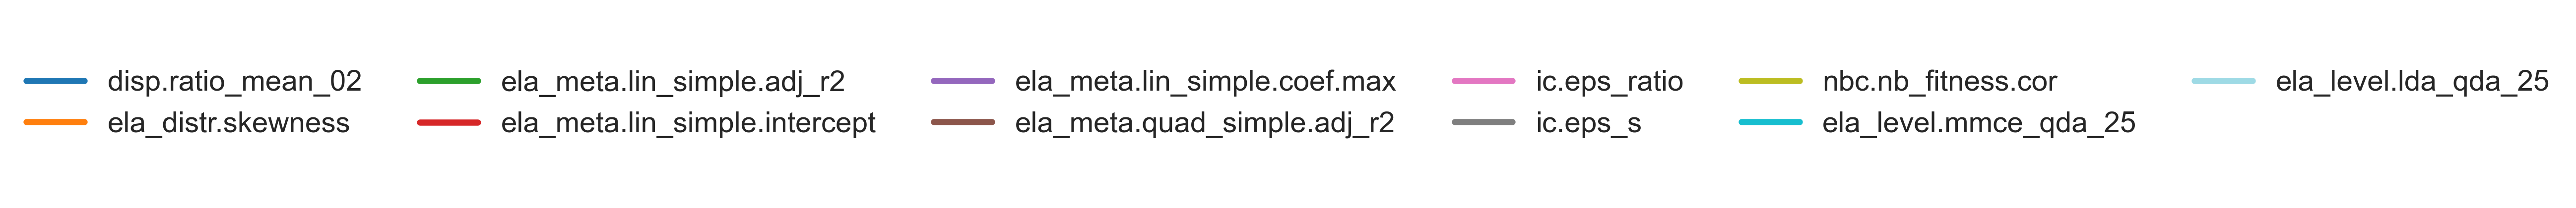 disp.ratio_mean_02
ela_distr.skewness
ela_meta.lin_simple.adj_r2
ela_meta.lin_simple.intercept
ela_meta.lin_simple.coef.max
ela_meta.quad_simple.adj_r2
ic.eps_ratio
ic.eps_s
nbc.nb_fitness.cor
ela_level.mmce_qda_25
ela_level.lda_qda_25